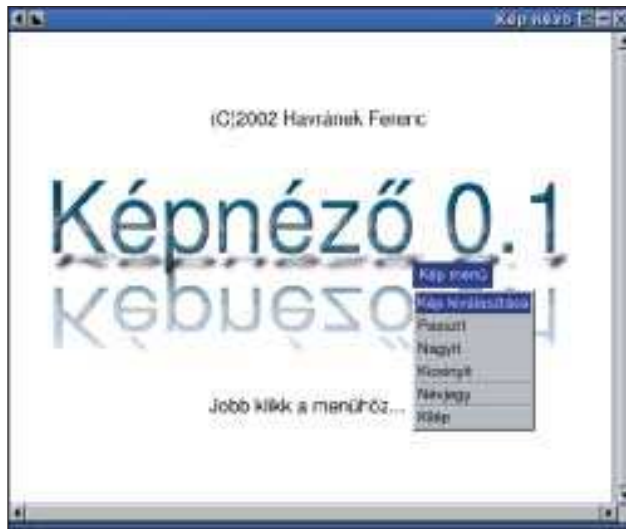 Kép néző
(C)2002 Havránek Ferenc
Képnéző 0.1
Kép menü
Kép kiválasztása
Passzít
Nagyít
Kicsinyít
Névjegy
Kilép
Jobb klikk a menühöz...